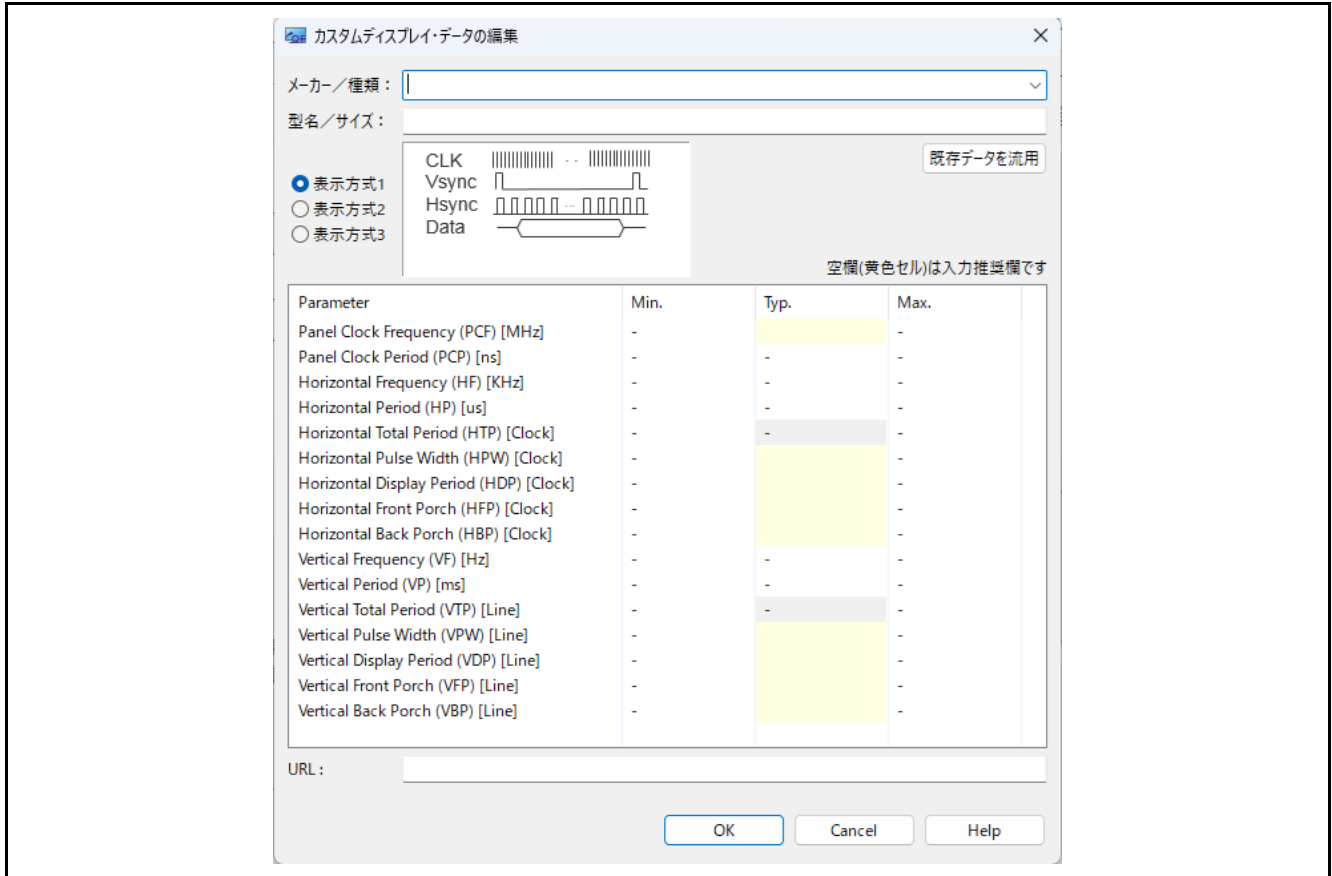 カスタムディスプレイ・データの編集
メーカー／種類：
型名／サイズ：
既存データを流用
表示方式1
表示方式2
表示方式3
CLK
Vsync
Hsync
Data
空欄(黄色セル)は入力推奨欄です
Parameter Min. Typ. Max.
Panel Clock Frequency (PCF) [MHz] - -
Panel Clock Period (PCP) [ns] - - -
Horizontal Frequency (HF) [KHz] - - -
Horizontal Period (HP) [us] - - -
Horizontal Total Period (HTP) [Clock] - - -
Horizontal Pulse Width (HPW) [Clock] - -
Horizontal Display Period (HDP) [Clock] - -
Horizontal Front Porch (HFP) [Clock] - -
Horizontal Back Porch (HBP) [Clock] - -
Vertical Frequency (VF) [Hz] - - -
Vertical Period (VP) [ms] - - -
Vertical Total Period (VTP) [Line] - - -
Vertical Pulse Width (VPW) [Line] - -
Vertical Display Period (VDP) [Line] - -
Vertical Front Porch (VFP) [Line] - -
Vertical Back Porch (VBP) [Line] - -
URL :
OK Cancel Help